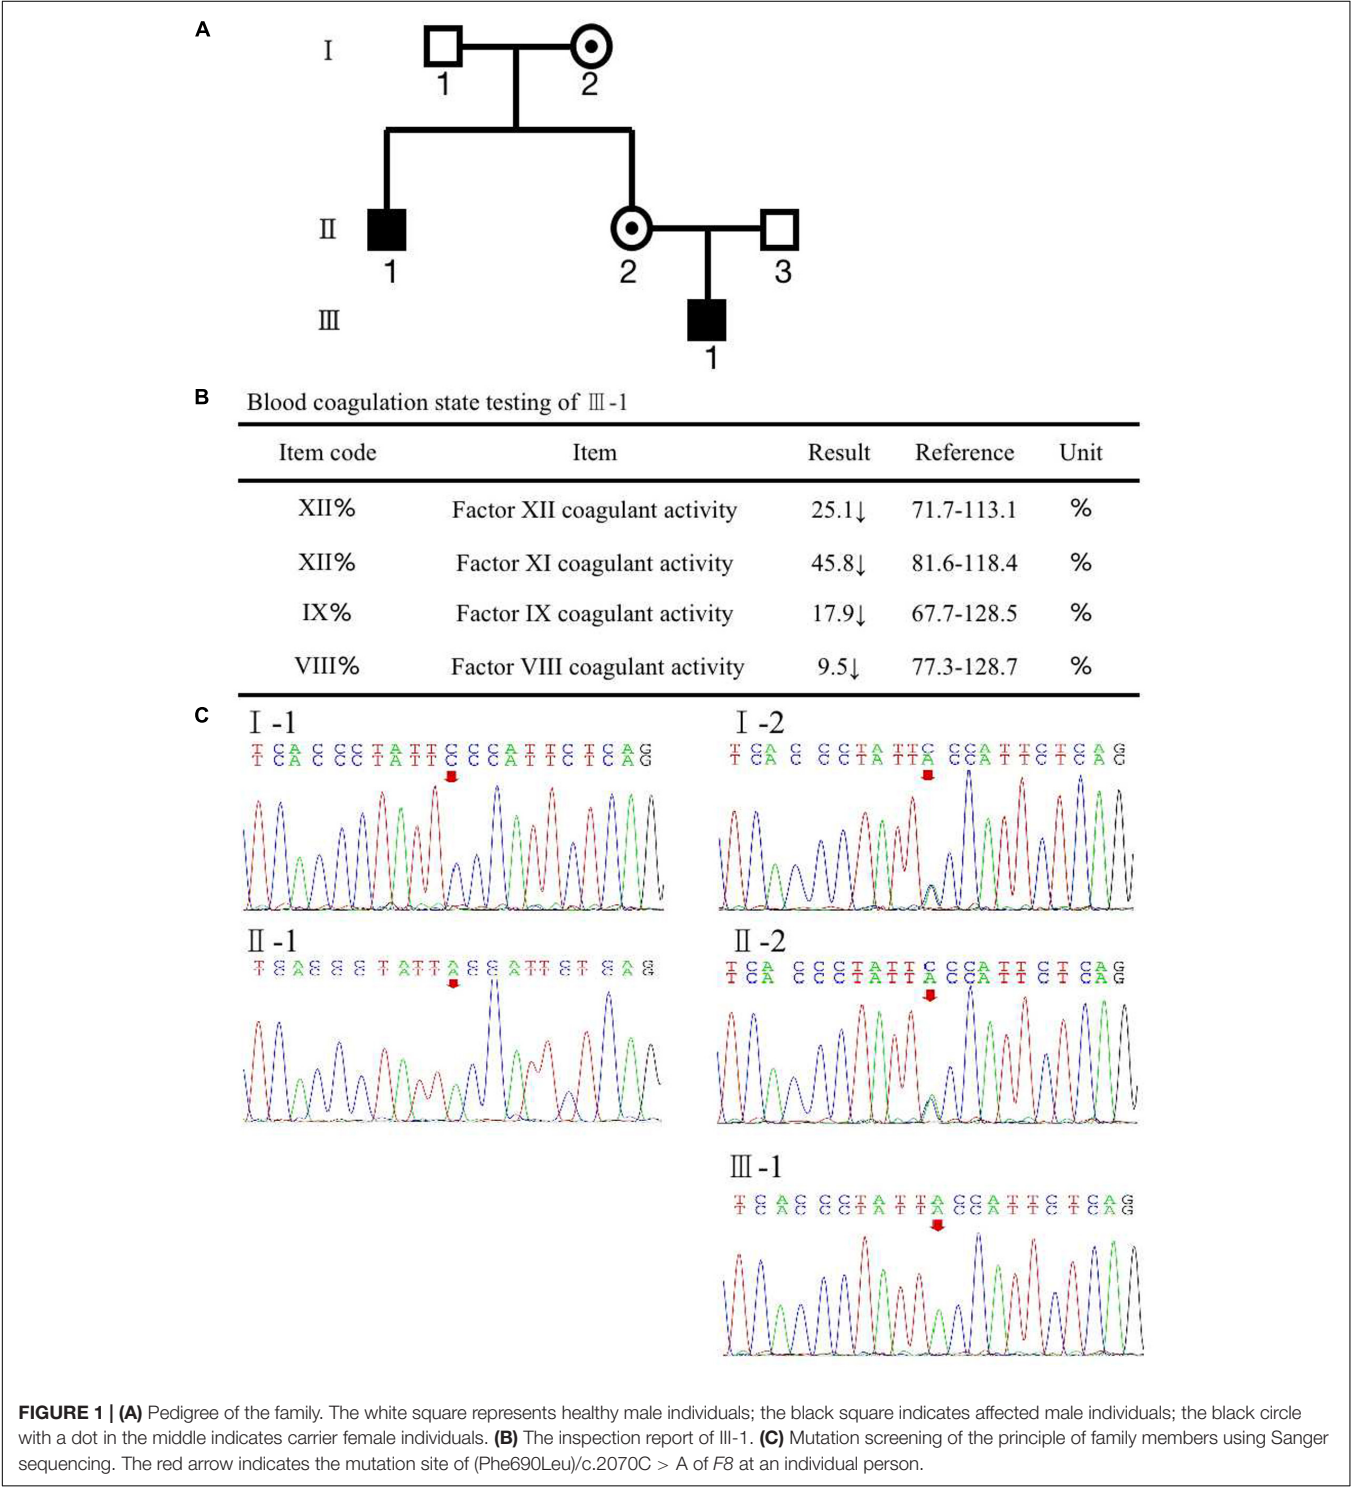 A
I
1
2
II
1
2
3
III
1
B
Blood coagulation state testing of Ⅲ-1
Item code Item Result Reference Unit
XII% Factor XII coagulant activity 25.1↓ 71.7-113.1 %
XII% Factor XI coagulant activity 45.8↓ 81.6-118.4 %
IX% Factor IX coagulant activity 17.9↓ 67.7-128.5 %
VIII% Factor VIII coagulant activity 9.5↓ 77.3-128.7 %
C
Ⅰ-1
T C A C C C T A T T C C C A T T C T C A G
T C A C C C T A T T C C C A T T C T C A G
Ⅰ-2
T C A C C C T A T T C C C A T T C T C A G
T C A C C C T A T T A C C A T T C T C A G
Ⅱ-1
Ⅱ-2
T C A C C C T A T T C C C A T T C T C A G
T C A C C C T A T T A C C A T T C T C A G
Ⅲ-1
T C A C C C T A T T A C C A T T C T C A G
T C A C C C T A T T A C C A T T C T C A G
FIGURE 1 | (A) Pedigree of the family. The white square represents healthy male individuals; the black square indicates affected male individuals; the black circle
with a dot in the middle indicates carrier female individuals. (B) The inspection report of III-1. (C) Mutation screening of the principle of family members using Sanger
sequencing. The red arrow indicates the mutation site of (Phe690Leu)/c.2070C > A of F8 at an individual person.